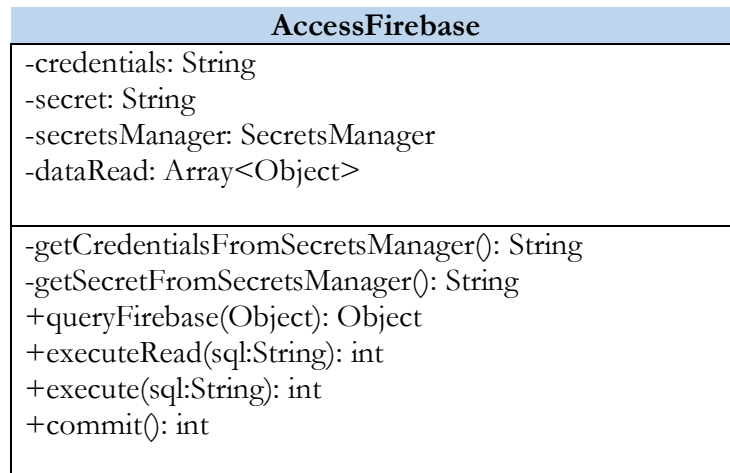 AccessFirebase
-credentials: String
-secret: String
-secretsManager: SecretsManager
-dataRead: Array<Object>
-getCredentialsFromSecretsManager(): String
-getSecretFromSecretsManager(): String
+queryFirebase(Object): Object
+executeRead(sql:String): int
+execute(sql:String): int
+commit(): int